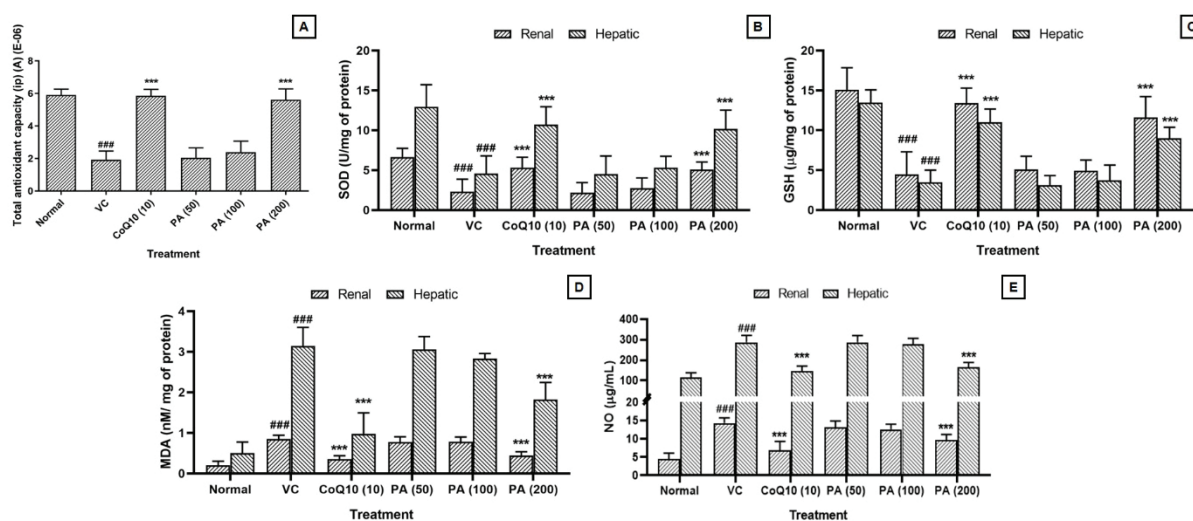 A
Total antioxidant capacity (ip) (A) (E-06)
8
6
4
2
0
###
***
***
Normal
VC
CoQ10 (10)
PA (50)
PA (100)
PA (200)
Treatment
B
Renal Hepatic
SOD (U/mg of protein)
20
15
10
5
0
### ### *** *** *** ***
Normal VC CoQ10 (10) PA (50) PA (100) PA (200)
Treatment
C
Renal Hepatic
GSH (µg/mg of protein)
20
15
10
5
0
### ### *** *** *** ***
Normal VC CoQ10 (10) PA (50) PA (100) PA (200)
Treatment
D
Renal Hepatic
MDA (nM/ mg of protein)
4
3
2
1
0
### ### *** *** *** ***
Normal VC CoQ10 (10) PA (50) PA (100) PA (200)
Treatment
E
Renal Hepatic
NO (µg/mL)
400
300
200
100
20
15
10
5
0
### ### *** *** *** ***
Normal VC CoQ10 (10) PA (50) PA (100) PA (200)
Treatment